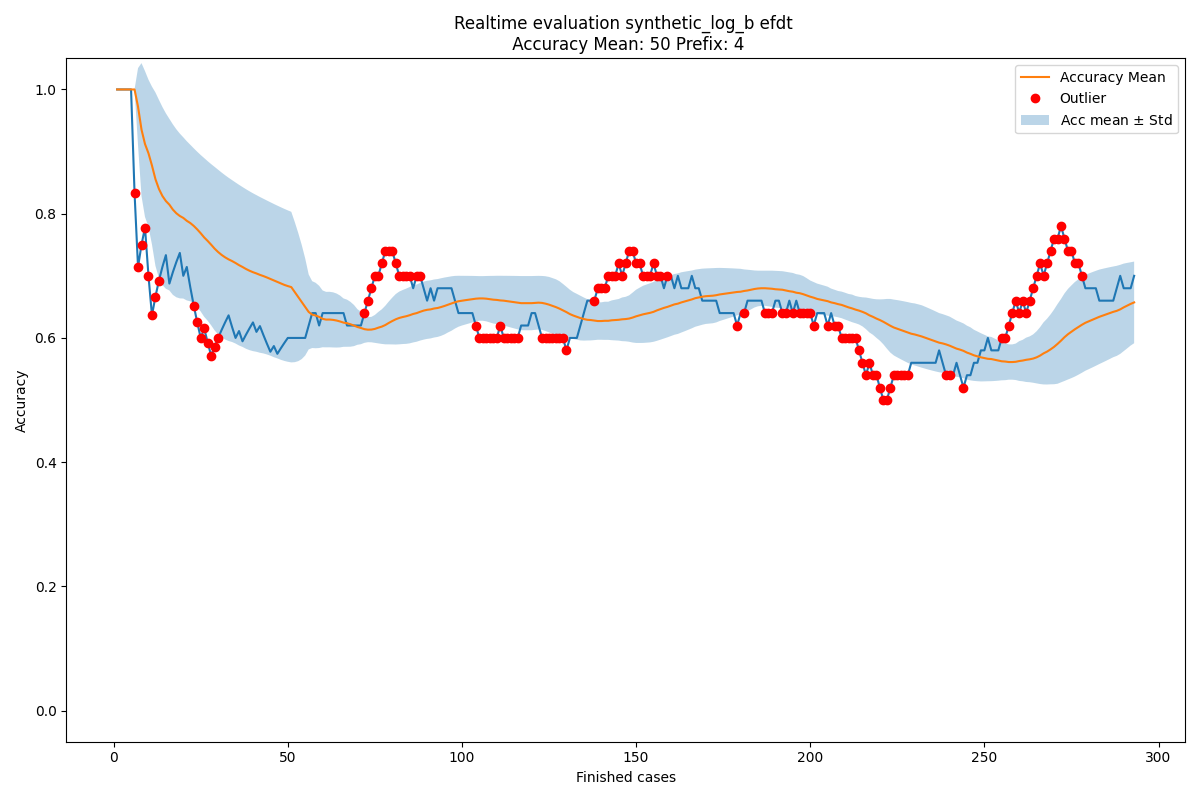 Realtime evaluation synthetic_log_b efdt
Accuracy Mean: 50 Prefix: 4
Accuracy Mean
Outlier
Acc mean ± Std
1.0
0.8
0.6
0.4
0.2
0.0
Accuracy
0
50
100
150
200
250
300
Finished cases